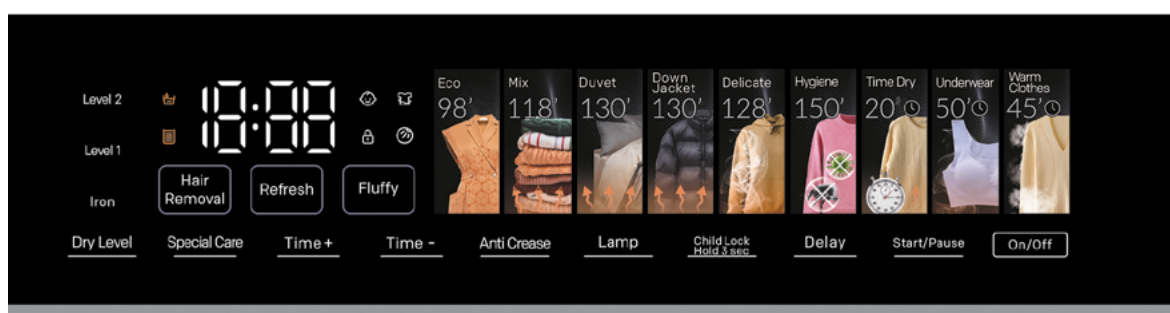 Level 2
Level 1
Iron
18:88
Hair
Removal
Refresh
Fluffy
Eco
98'
Mix
118'
Duvet
130'
Down
Jacket
130'
Delicate
128'
Hygiene
150'
Time Dry
20'
Underwear
50'
Warm
Clothes
45'
Dry Level
Special Care
Time +
Time -
Anti Crease
Lamp
Child Lock
Hold 3 sec
Delay
Start/Pause
On/Off